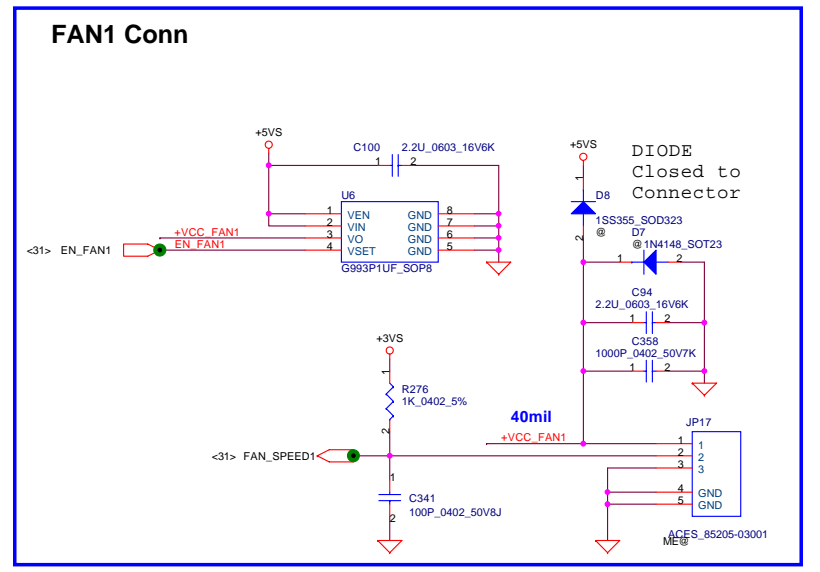 FAN1 Conn
+5VS
C100 2.2U_0603_16V6K
1 2
U6
1 VEN GND 8
2 VIN GND 7
3 VO GND 6
4 VSET GND 5
G993P1UF_SOP8
+VCC_FAN1
EN_FAN1
<31> EN_FAN1
+5VS
DIODE
Closed to
Connector
1
D8
1SS355_SOD323
@
2
D7
@ 1N4148_SOT23
1 2
C94
2.2U_0603_16V6K
1 2
C358
1000P_0402_50V7K
1 2
+3VS
1
R276
1K_0402_5%
2
40mil
+VCC_FAN1
<31> FAN_SPEED1
1
C341
100P_0402_50V8J
2
JP17
1 1
2 2
3 3
4 GND
5 GND
ACES_85205-03001
ME@